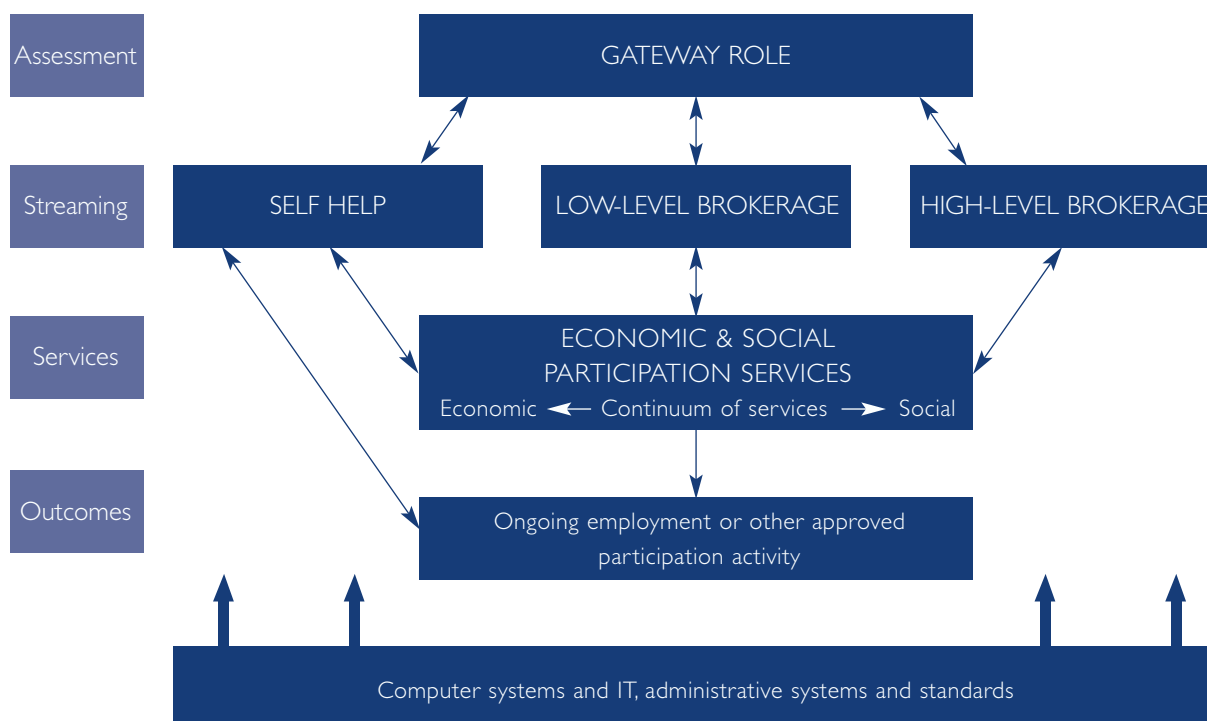 Assessment
GATEWAY ROLE
Streaming
SELF HELP
LOW-LEVEL BROKERAGE
HIGH-LEVEL BROKERAGE
Services
ECONOMIC & SOCIAL
PARTICIPATION SERVICES
Economic
Continuum of services
Social
Outcomes
Ongoing employment or other approved
participation activity
Computer systems and IT, administrative systems and standards